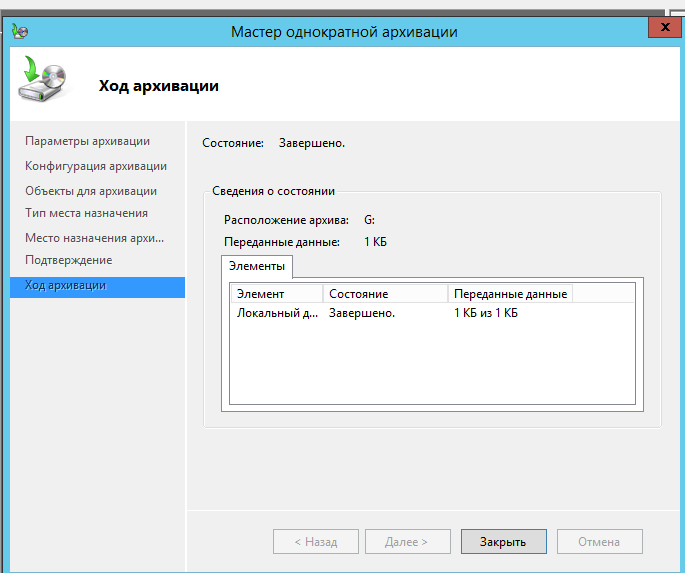 Мастер однократной архивации
x
Ход архивации
Параметры архивации
Конфигурация архивации
Объекты для архивации
Тип места назначения
Место назначения архи...
Подтверждение
Ход архивации
Состояние: Завершено.
Сведения о состоянии
Расположение архива: G:
Переданные данные: 1 КБ
Элементы
Элемент Состояние Переданные данные
Локальный д... Завершено. 1 КБ из 1 КБ
< Назад Далее > Закрыть Отмена